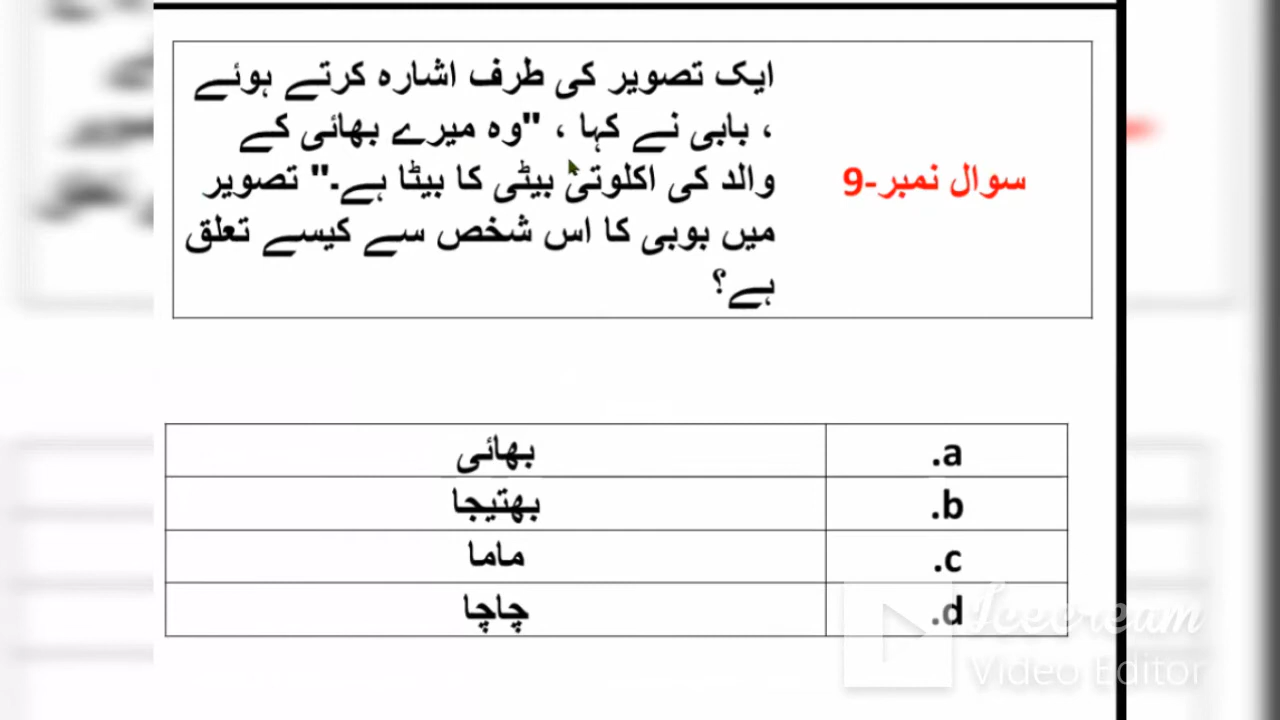 سوال نمبر-9
ایک تصویر کی طرف اشارہ کرتے ہوئے
، بابی نے کہا ، "وہ میرے بھائی کے
والد کی اکلوتی بیٹی کا بیٹا ہے۔" تصویر
میں بوبی کا اس شخص سے کیسے تعلق
ہے؟
a. بھائی
b. بھتیجا
c. ماما
d. چاچا
Icecream
Video Editor